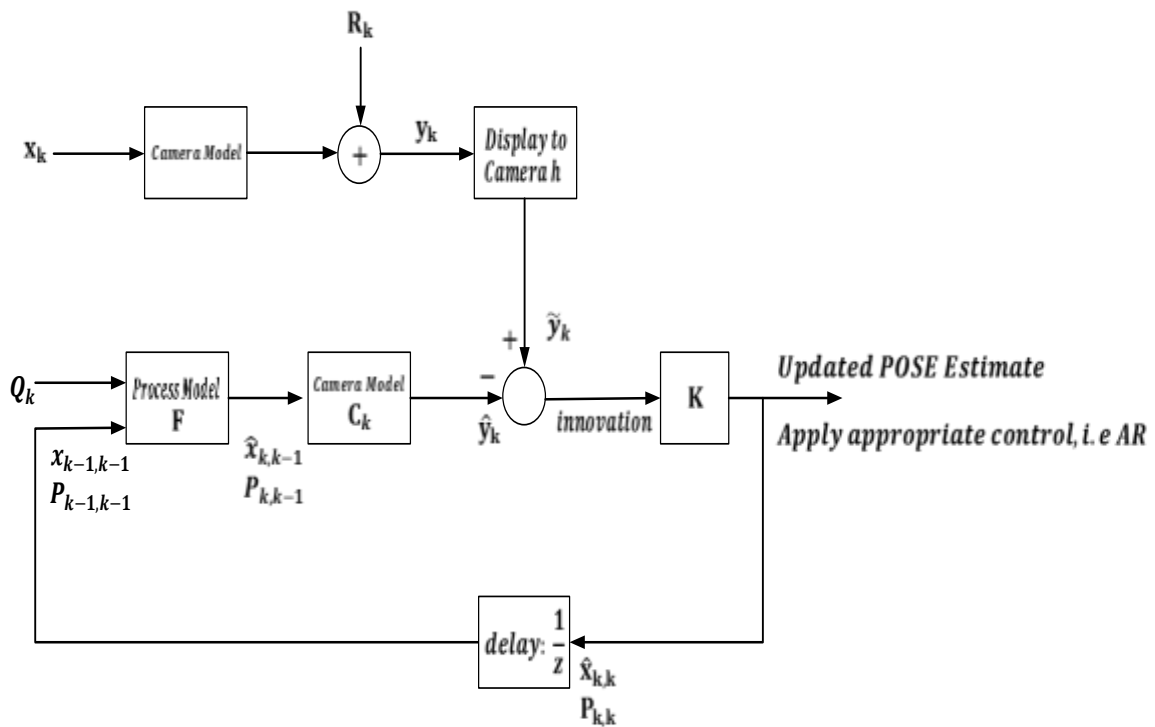 R_k
x_k
Camera Model
+
y_k
Display to
Camera h
+
ỹ_k
Q_k
Process Model
F
Camera Model
C_k
−
ŷ_k
innovation
K
Updated POSE Estimate
Apply appropriate control, i.e AR
x_{k−1,k−1}
P_{k−1,k−1}
x̂_{k,k−1}
P_{k,k−1}
delay: 1/z
x̂_{k,k}
P_{k,k}